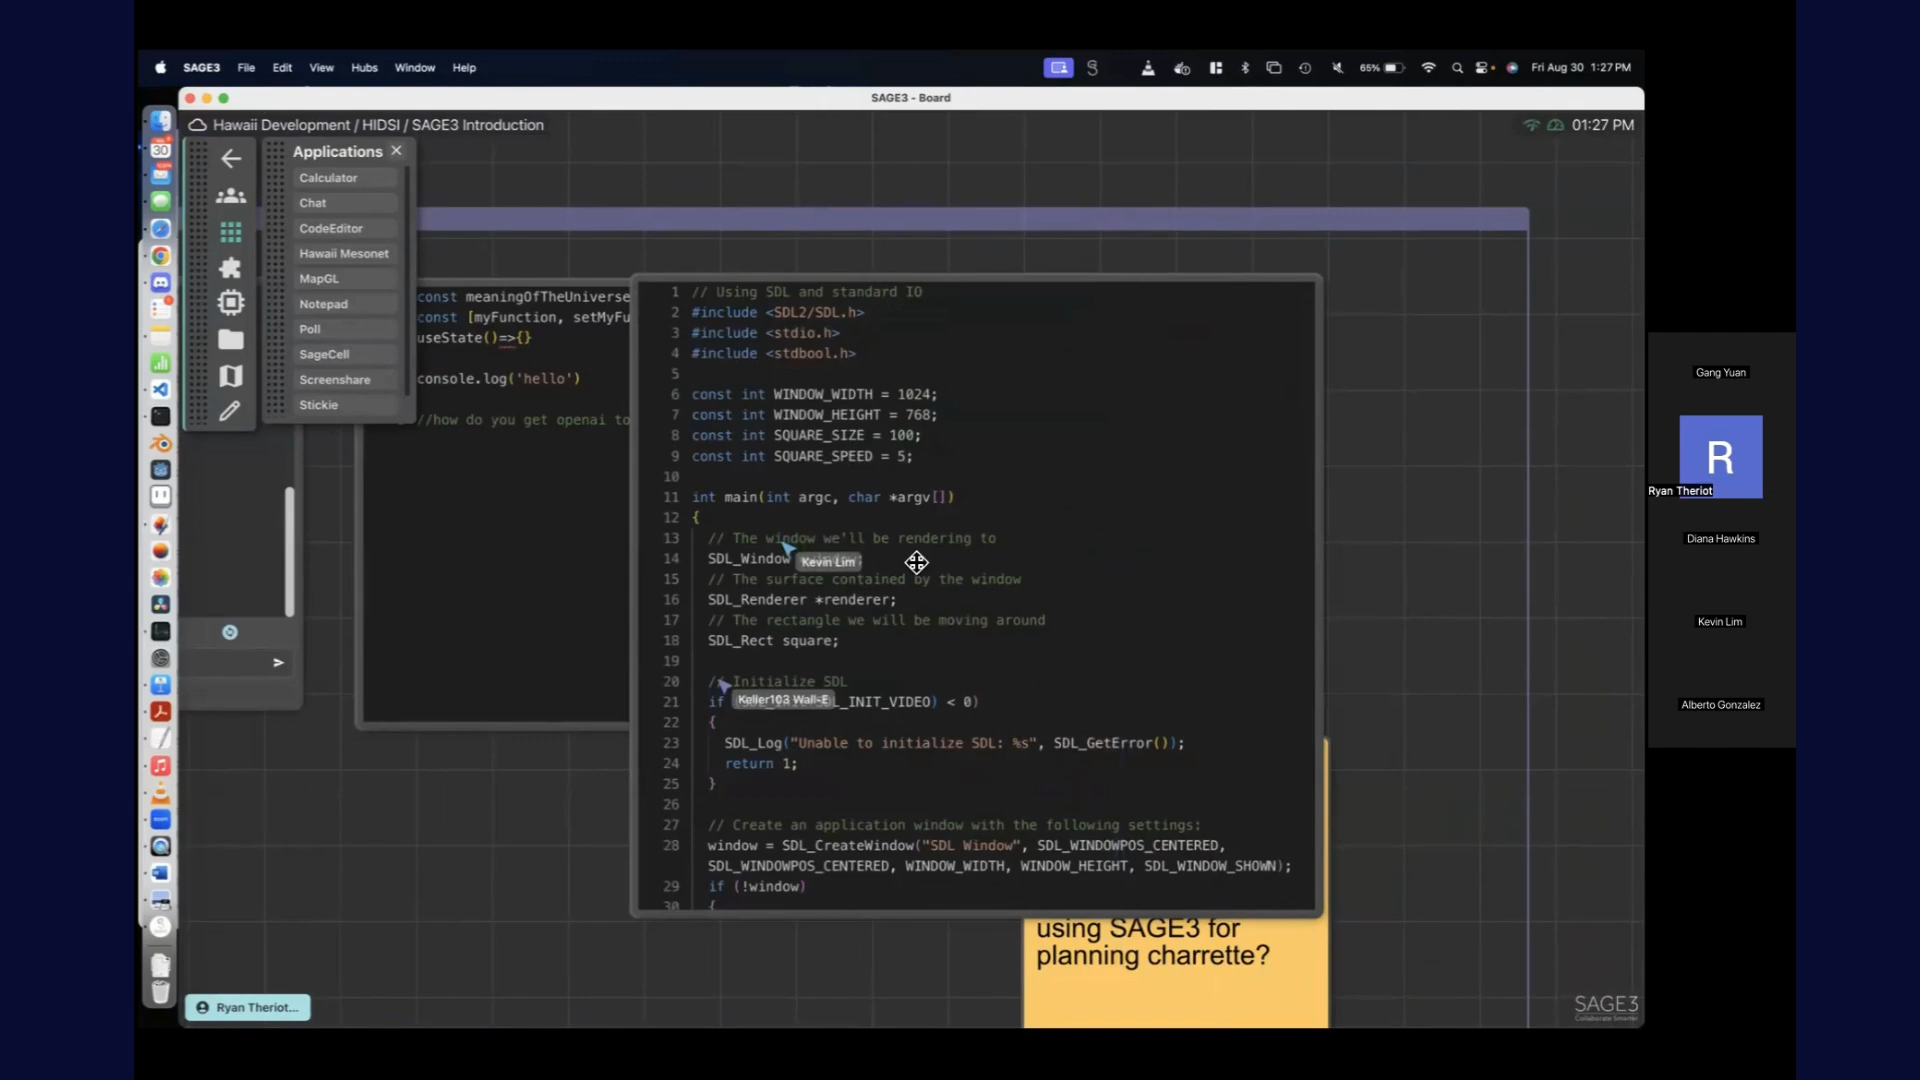 SAGE3 File Edit View Hubs Window Help
65% Fri Aug 30 1:27 PM
SAGE3 - Board
Hawaii Development / HIDSI / SAGE3 Introduction
01:27 PM
Applications
Calculator
Chat
CodeEditor
Hawaii Mesonet
MapGL
Notepad
Poll
SageCell
Screenshare
Stickie
const meaningOfTheUniverse
const [myFunction, setMyFu
useState()=>{}
console.log('hello')
//how do you get openai to
1 // Using SDL and standard IO
2 #include <SDL2/SDL.h>
3 #include <stdio.h>
4 #include <stdbool.h>
5
6 const int WINDOW_WIDTH = 1024;
7 const int WINDOW_HEIGHT = 768;
8 const int SQUARE_SIZE = 100;
9 const int SQUARE_SPEED = 5;
10
11 int main(int argc, char *argv[])
12 {
13 // The window we'll be rendering to
14 SDL_Window
Kevin Lim
15 // The surface contained by the window
16 SDL_Renderer *renderer;
17 // The rectangle we will be moving around
18 SDL_Rect square;
19
20 // Initialize SDL
Keller103 Wall-E
21 if L_INIT_VIDEO) < 0)
22 {
23 SDL_Log("Unable to initialize SDL: %s", SDL_GetError());
24 return 1;
25 }
26
27 // Create an application window with the following settings:
28 window = SDL_CreateWindow("SDL Window", SDL_WINDOWPOS_CENTERED,
SDL_WINDOWPOS_CENTERED, WINDOW_WIDTH, WINDOW_HEIGHT, SDL_WINDOW_SHOWN);
29 if (!window)
30 {
using SAGE3 for
planning charrette?
Ryan Theriot...
SAGE3
Gang Yuan
R
Ryan Theriot
Diana Hawkins
Kevin Lim
Alberto Gonzalez